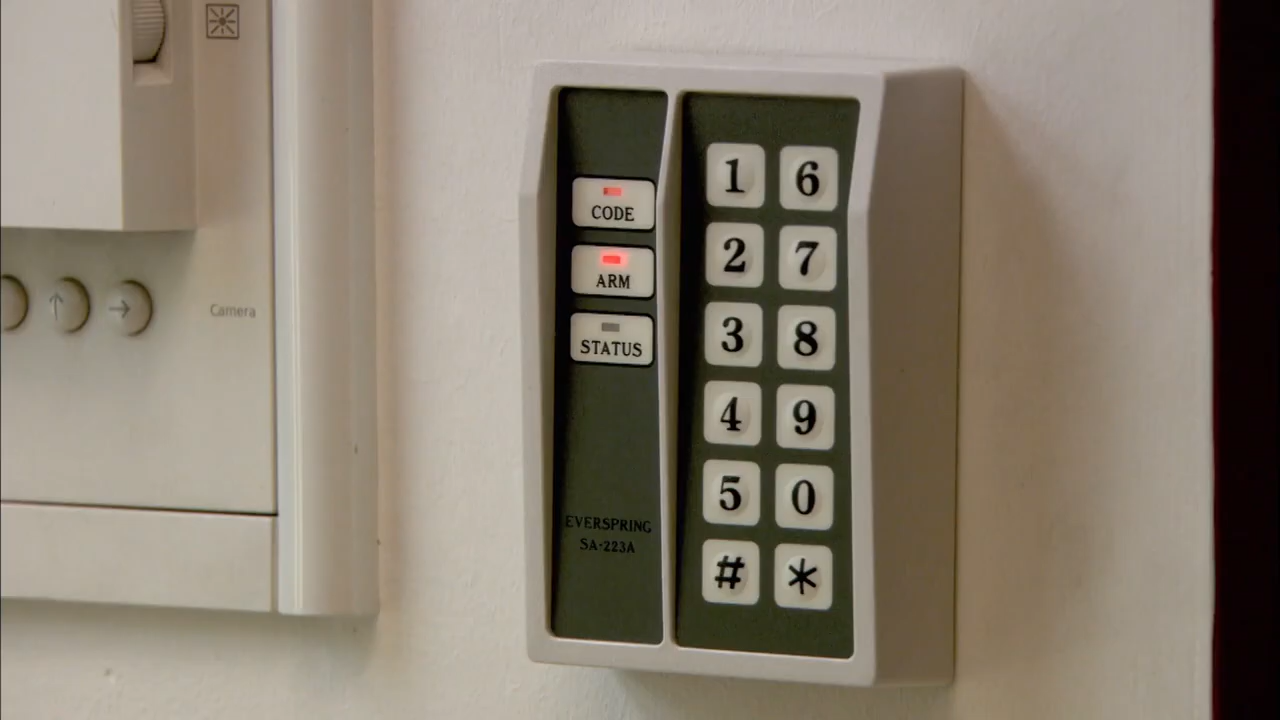 Camera
CODE
ARM
STATUS
EVERSPRING
SA-223A
1 6
2 7
3 8
4 9
5 0
# *